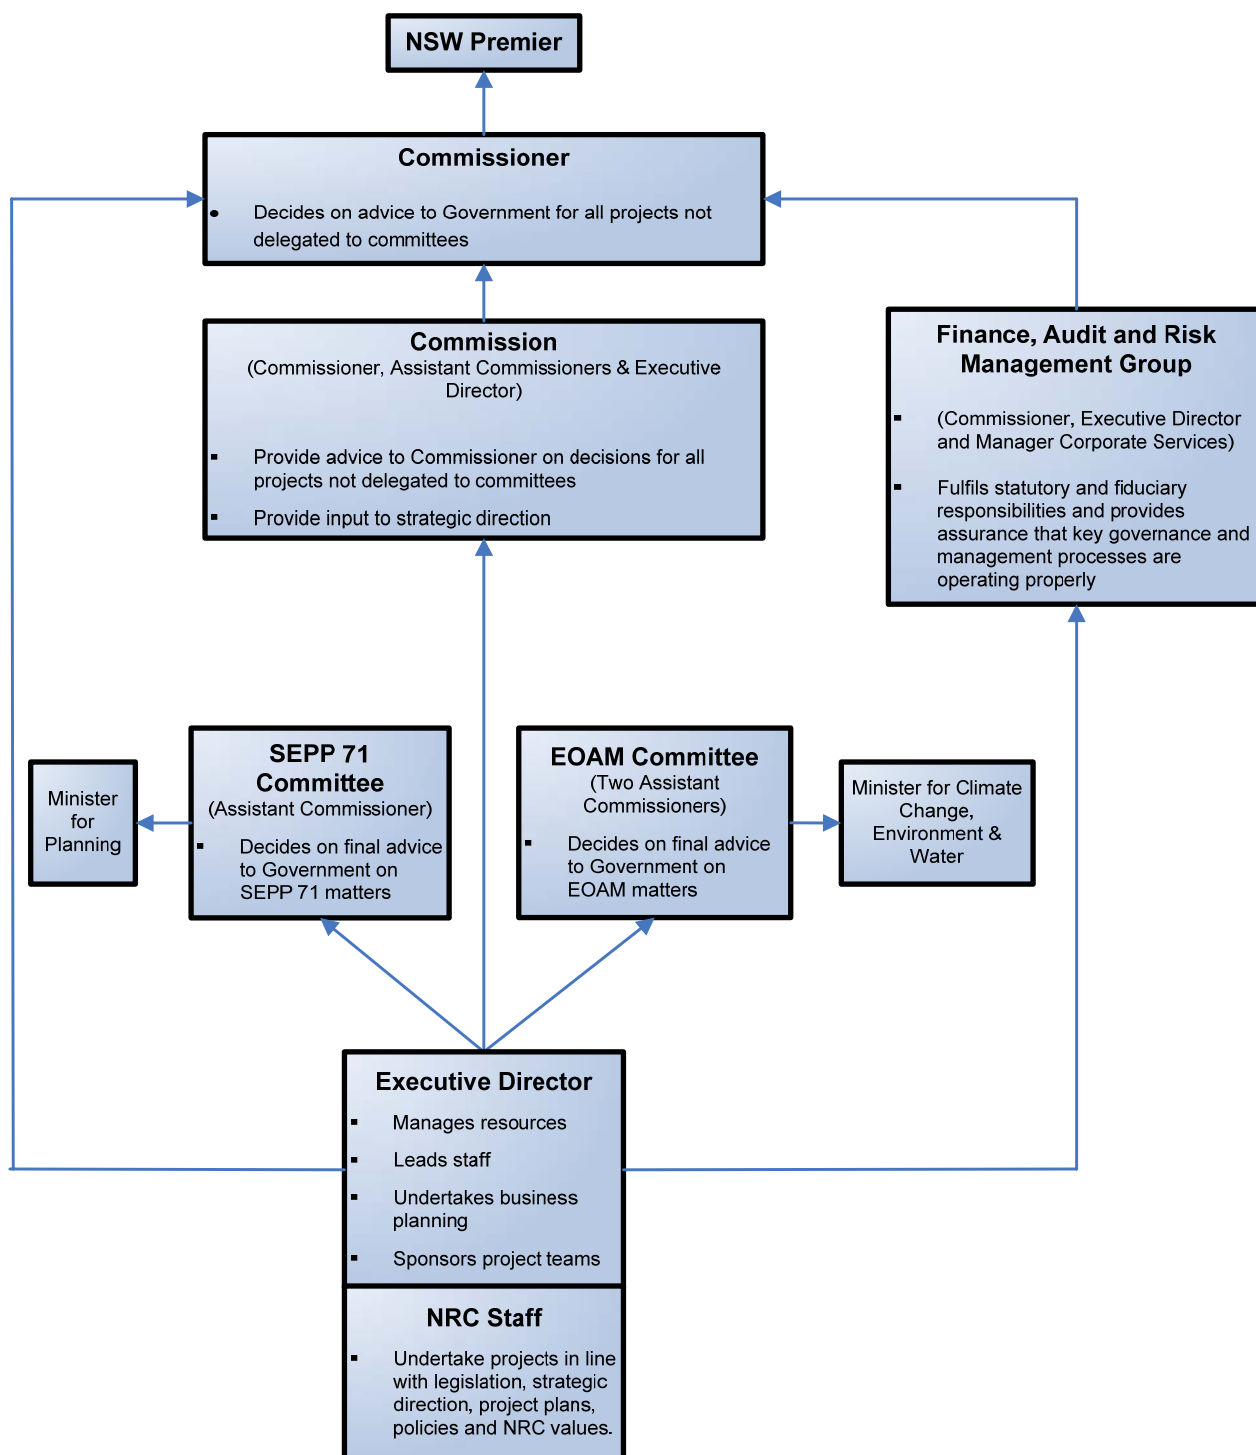 NSW Premier
Commissioner
• Decides on advice to Government for all projects not
delegated to committees
Commission
(Commissioner, Assistant Commissioners & Executive
Director)
▪ Provide advice to Commissioner on decisions for all
projects not delegated to committees
▪ Provide input to strategic direction
Finance, Audit and Risk
Management Group
▪ (Commissioner, Executive Director
and Manager Corporate Services)
▪ Fulfils statutory and fiduciary
responsibilities and provides
assurance that key governance and
management processes are
operating properly
Minister
for
Planning
SEPP 71
Committee
(Assistant Commissioner)
▪ Decides on final advice
to Government on
SEPP 71 matters
EOAM Committee
(Two Assistant
Commissioners)
▪ Decides on final advice
to Government on
EOAM matters
Minister for Climate
Change,
Environment &
Water
Executive Director
▪ Manages resources
▪ Leads staff
▪ Undertakes business
planning
▪ Sponsors project teams
NRC Staff
▪ Undertake projects in line
with legislation, strategic
direction, project plans,
policies and NRC values.